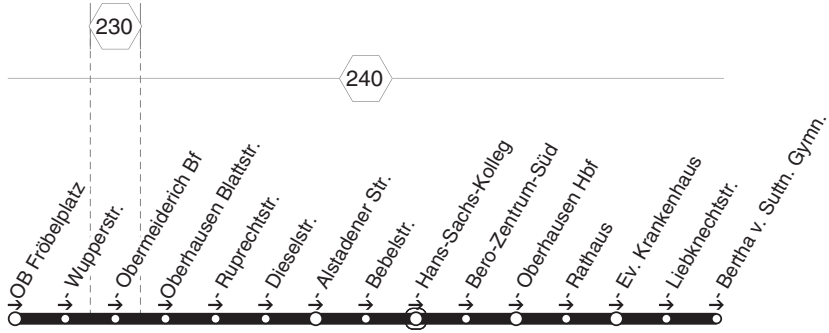 230
240
OB Fröbelplatz
Wupperstr.
Obermeiderich Bf
Oberhausen Blattstr.
Ruprechtstr.
Dieselstr.
Alstadener Str.
Bebelstr.
Hans-Sachs-Kolleg
Bero-Zentrum-Süd
Oberhausen Hbf
Rathaus
Ev. Krankenhaus
Liebknechtstr.
Bertha v. Suttn. Gymn.